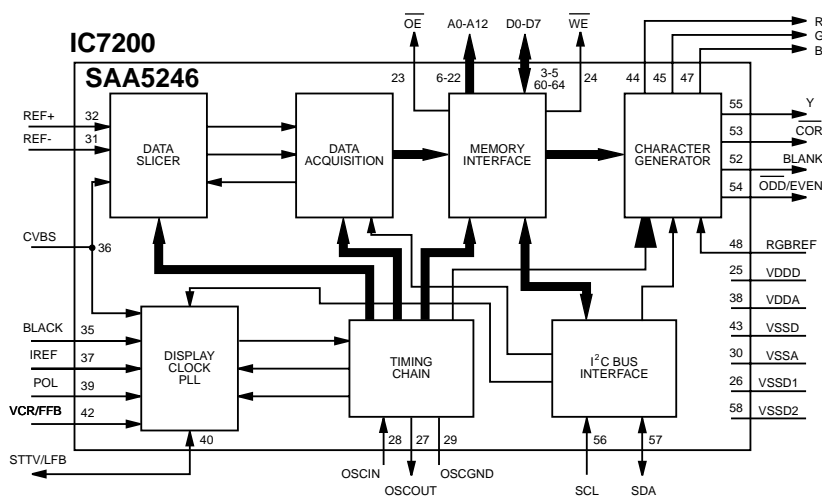 IC7200
SAA5246
OE A0-A12 D0-D7 WE
23 6-22 3-5 60-64 24 44 45 47
R
G
B
REF+ 32
REF- 31
DATA SLICER
DATA ACQUISITION
MEMORY INTERFACE
CHARACTER GENERATOR
55 Y
53 COR
52 BLANK
54 ODD/EVEN
CVBS 36
48 RGBREF
25 VDDD
38 VDDA
43 VSSD
30 VSSA
26 VSSD1
58 VSSD2
BLACK 35
IREF 37
POL 39
VCR/FFB 42
DISPLAY CLOCK PLL
TIMING CHAIN
I2C BUS INTERFACE
40 28 27 29 56 57
STTV/LFB
OSCIN OSCOUT OSCGND SCL SDA